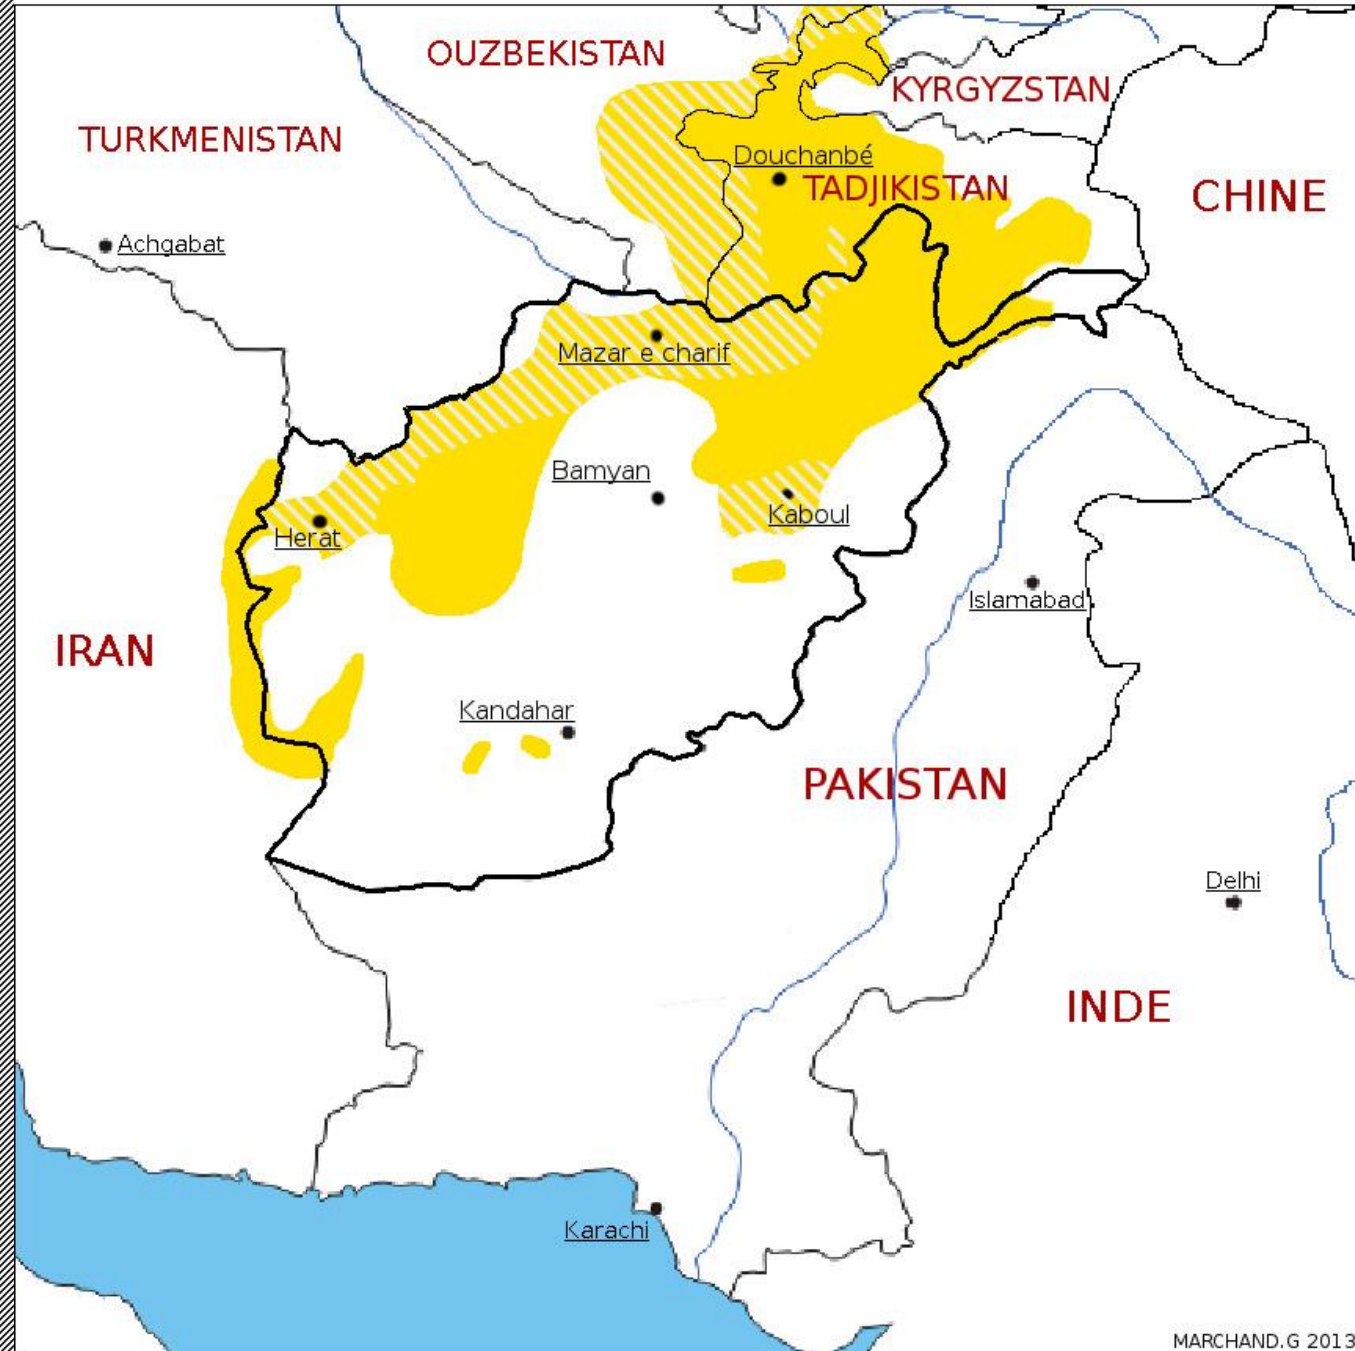 OUZBEKISTAN
KYRGYZSTAN
TURKMENISTAN
Douchanbé
TADJIKISTAN
CHINE
Achgabat
Mazar e charif
Bamyan
Kaboul
Herat
Islamabad
IRAN
Kandahar
PAKISTAN
Delhi
INDE
Karachi
MARCHAND.G 2013